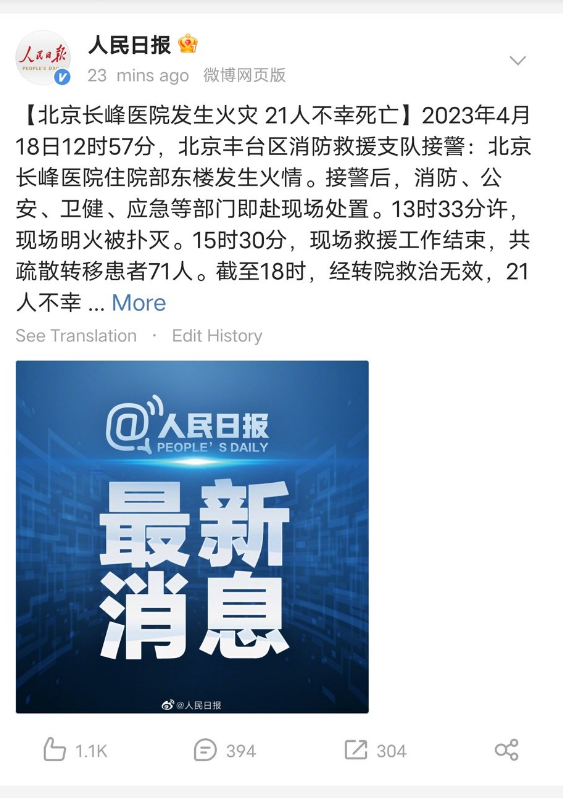 人民日报
PEOPLE'S DAILY
人民日报
23 mins ago 微博网页版
【北京长峰医院发生火灾 21人不幸死亡】2023年4月
18日12时57分，北京丰台区消防救援支队接警：北京
长峰医院住院部东楼发生火情。接警后，消防、公
安、卫健、应急等部门即赴现场处置。13时33分许，
现场明火被扑灭。15时30分，现场救援工作结束，共
疏散转移患者71人。截至18时，经转院救治无效，21
人不幸 ... More
See Translation · Edit History
@人民日报
PEOPLE'S DAILY
最新
消息
@人民日报
1.1K 394 304